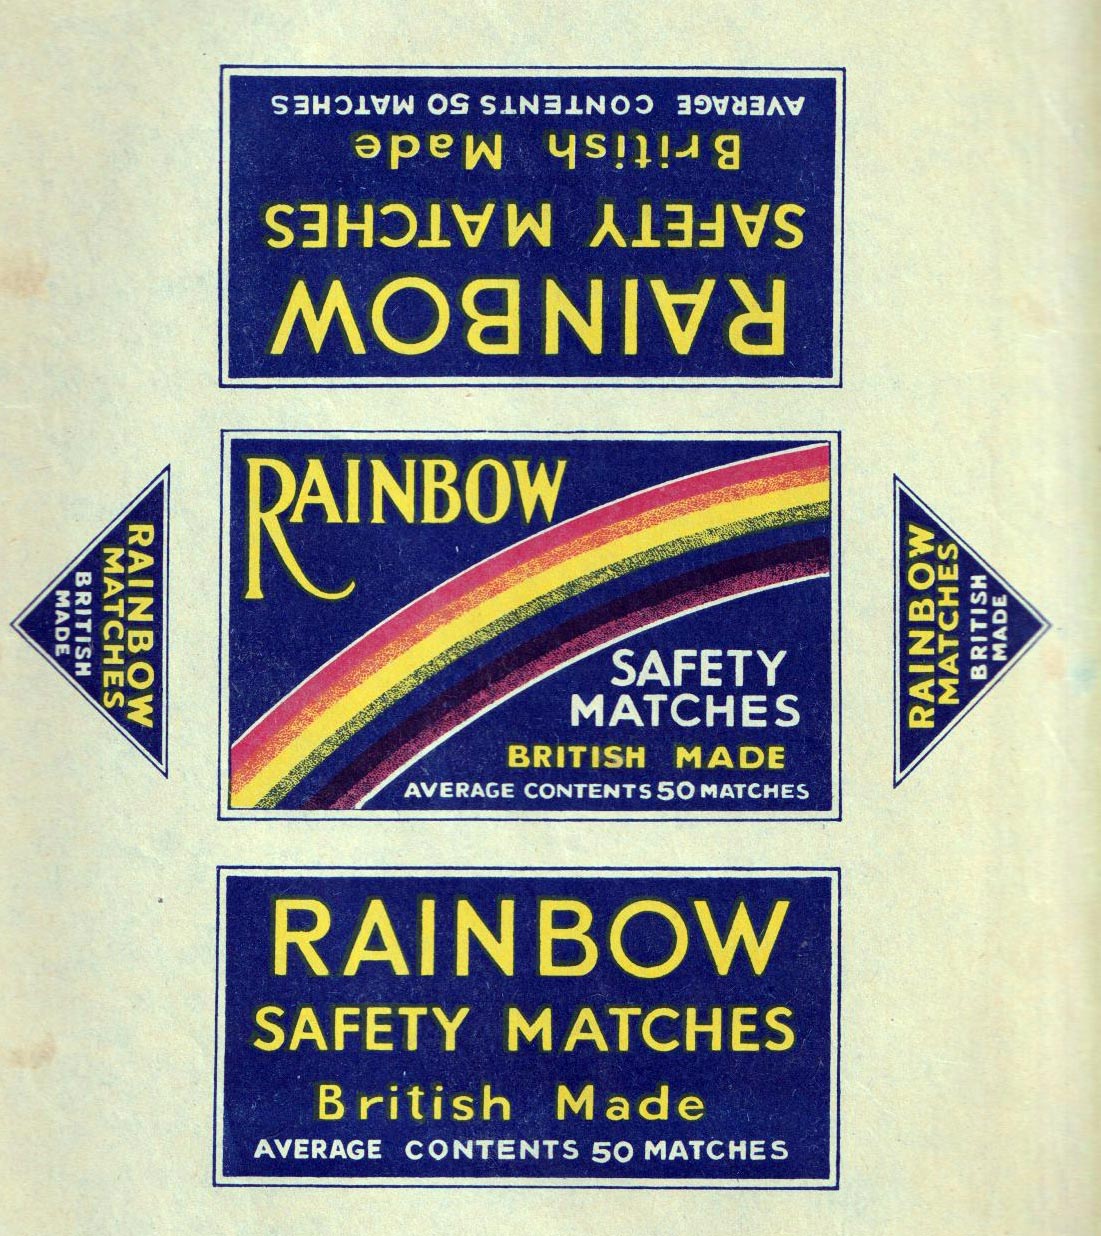 RAINBOW
SAFETY MATCHES
British Made
AVERAGE CONTENTS 50 MATCHES
RAINBOW
SAFETY
MATCHES
BRITISH MADE
AVERAGE CONTENTS 50 MATCHES
RAINBOW
MATCHES
BRITISH
MADE
RAINBOW
MATCHES
BRITISH
MADE
RAINBOW
SAFETY MATCHES
British Made
AVERAGE CONTENTS 50 MATCHES